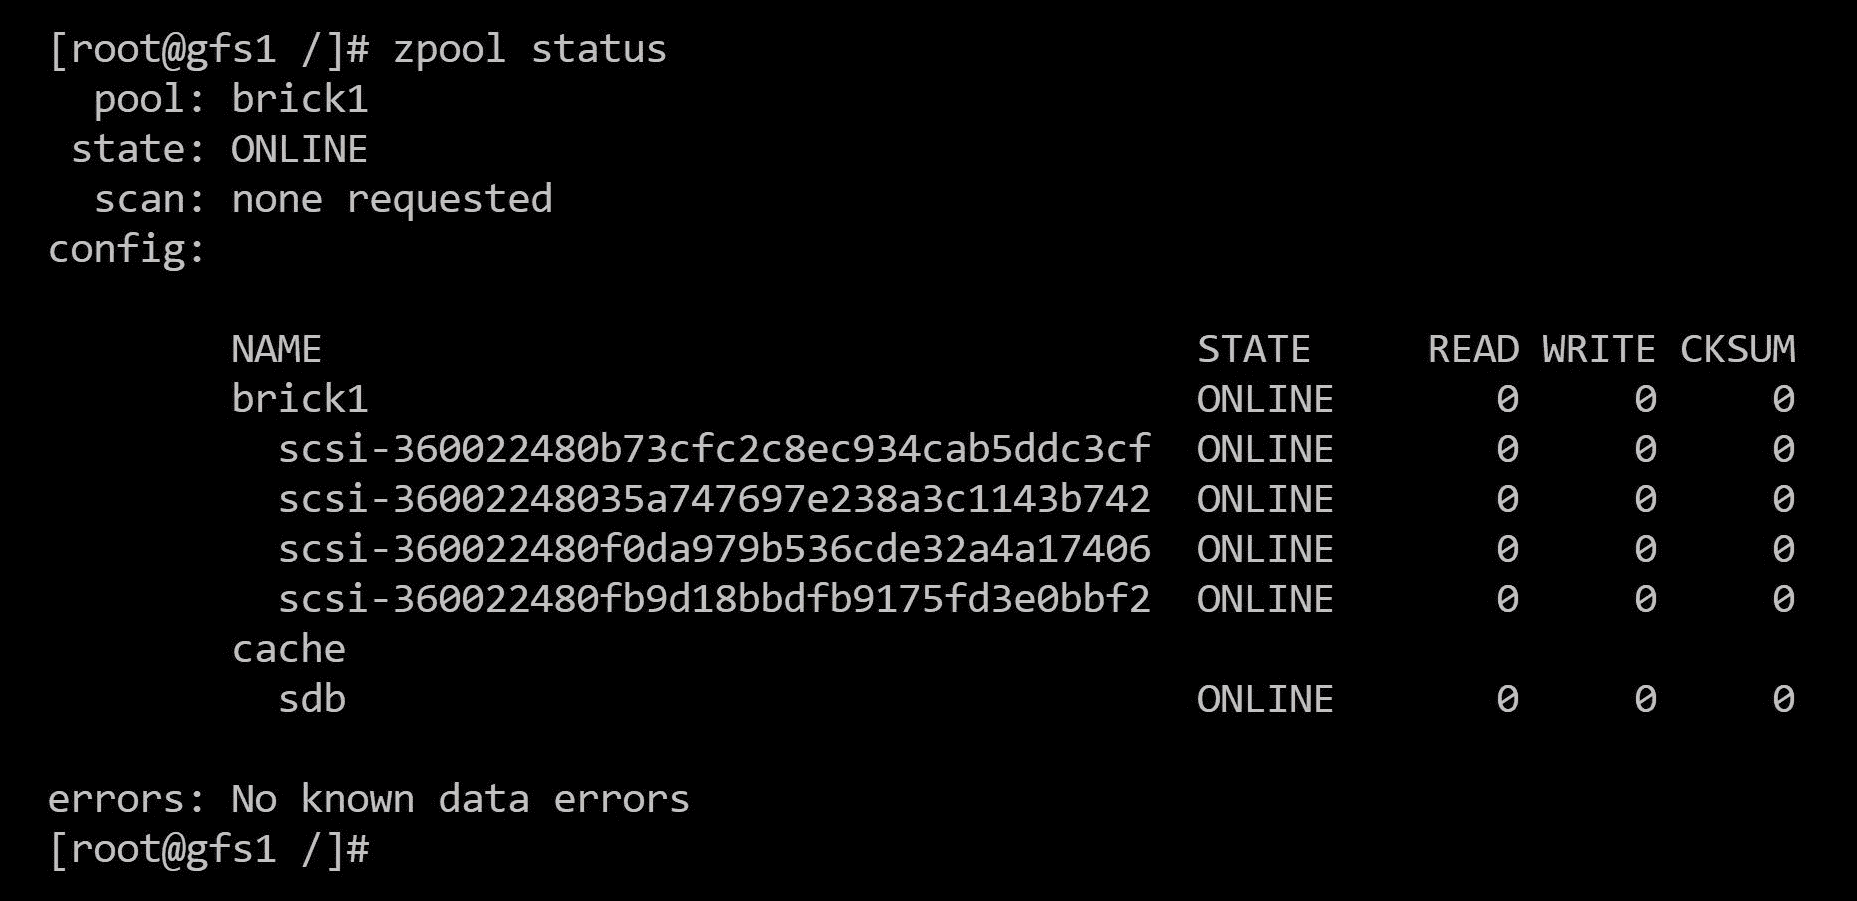 [root@gfs1 /]# zpool status
  pool: brick1
 state: ONLINE
  scan: none requested
config:

        NAME                                      STATE     READ WRITE CKSUM
        brick1                                    ONLINE       0     0     0
          scsi-360022480b73cfc2c8ec934cab5ddc3cf  ONLINE       0     0     0
          scsi-36002248035a747697e238a3c1143b742  ONLINE       0     0     0
          scsi-360022480f0da979b536cde32a4a17406  ONLINE       0     0     0
          scsi-360022480fb9d18bbdfb9175fd3e0bbf2  ONLINE       0     0     0
        cache
          sdb                                     ONLINE       0     0     0

errors: No known data errors
[root@gfs1 /]#